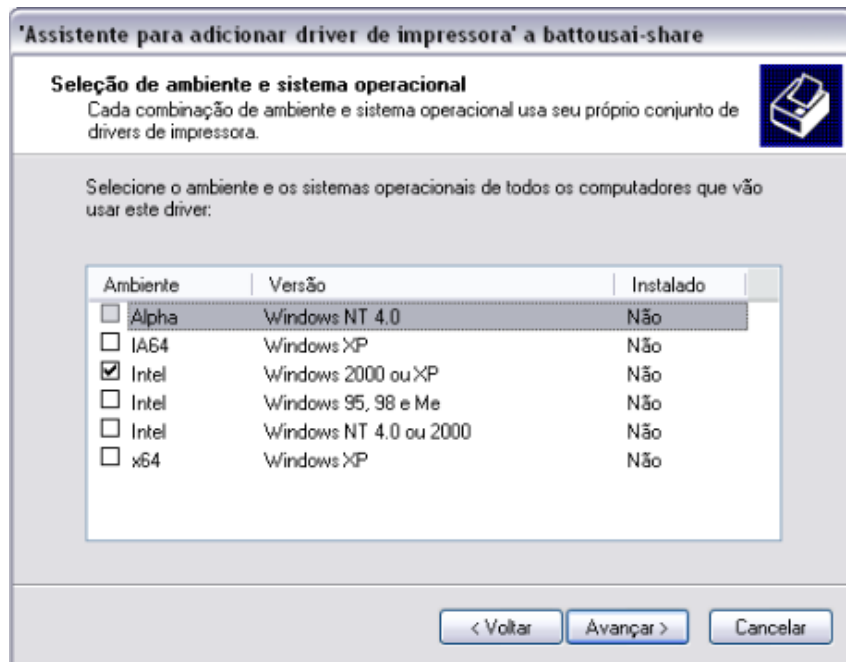 'Assistente para adicionar driver de impressora' a battousai-share
Seleção de ambiente e sistema operacional
Cada combinação de ambiente e sistema operacional usa seu próprio conjunto de
drivers de impressora.
Selecione o ambiente e os sistemas operacionais de todos os computadores que vão
usar este driver:
Ambiente Versão Instalado
Alpha Windows NT 4.0 Não
IA64 Windows XP Não
Intel Windows 2000 ou XP Não
Intel Windows 95, 98 e Me Não
Intel Windows NT 4.0 ou 2000 Não
x64 Windows XP Não
< Voltar Avançar > Cancelar